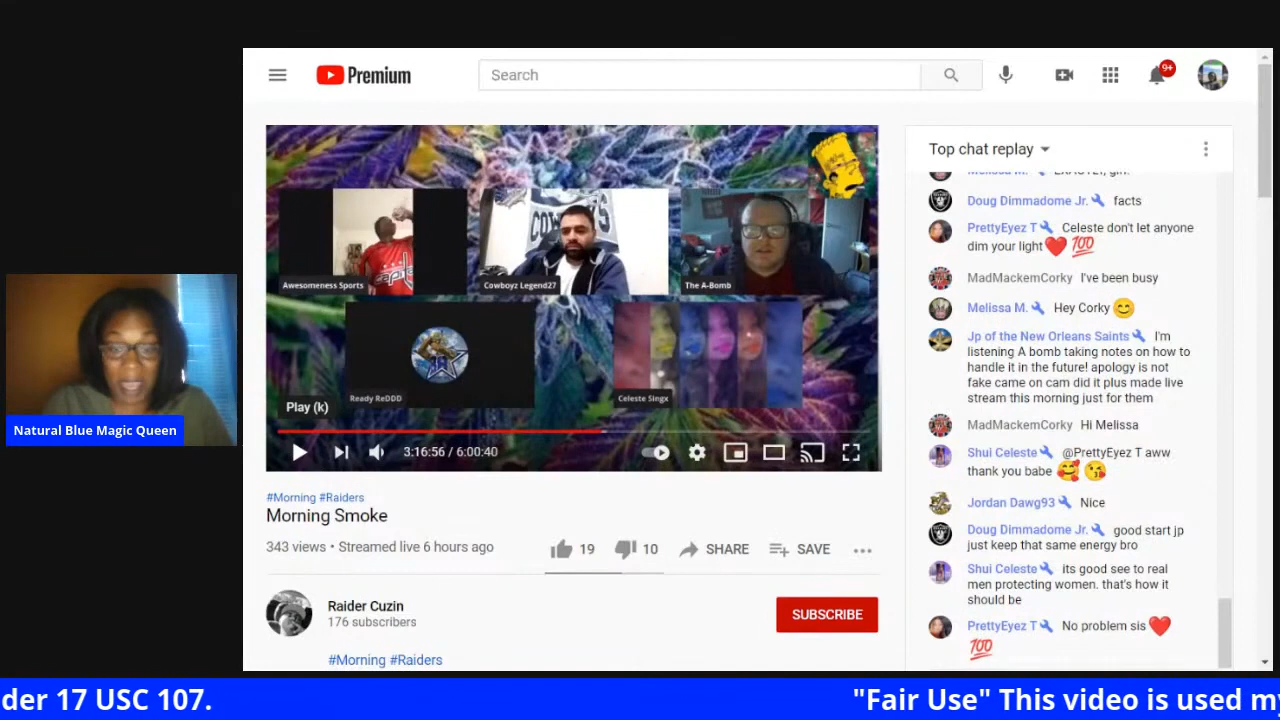 Premium
Search
9+
Awesomeness Sports
Cowboyz Legend27
The A-Bomb
Ready ReDDD
Celeste Singx
Play (k)
3:16:56 / 6:00:40
#Morning #Raiders
Morning Smoke
343 views • Streamed live 6 hours ago
19
10
SHARE
SAVE
Raider Cuzin
176 subscribers
SUBSCRIBE
#Morning #Raiders
Top chat replay
Doug Dimmadome Jr. facts
PrettyEyez T Celeste don't let anyone
dim your light 100
MadMackemCorky I've been busy
Melissa M. Hey Corky
Jp of the New Orleans Saints I'm
listening A bomb taking notes on how to
handle it in the future! apology is not
fake came on cam did it plus made live
stream this morning just for them
MadMackemCorky Hi Melissa
Shui Celeste @PrettyEyez T aww
thank you babe
Jordan Dawg93 Nice
Doug Dimmadome Jr. good start jp
just keep that same energy bro
Shui Celeste its good see to real
men protecting women. that's how it
should be
PrettyEyez T No problem sis
100
Natural Blue Magic Queen
der 17 USC 107.
"Fair Use" This video is used my